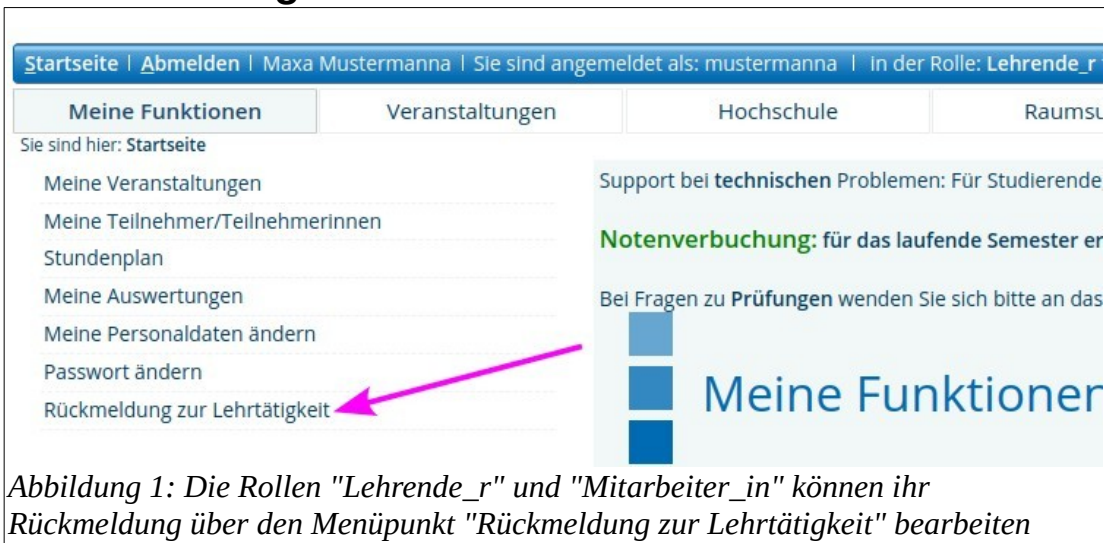 Startseite | Abmelden | Maxa Mustermanna | Sie sind angemeldet als: mustermanna | in der Rolle: Lehrende_r
Meine Funktionen Veranstaltungen Hochschule Raumsu
Sie sind hier: Startseite
Meine Veranstaltungen
Meine Teilnehmer/Teilnehmerinnen
Stundenplan
Meine Auswertungen
Meine Personaldaten ändern
Passwort ändern
Rückmeldung zur Lehrtätigkeit
Support bei technischen Problemen: Für Studierende
Notenverbuchung: für das laufende Semester er
Bei Fragen zu Prüfungen wenden Sie sich bitte an das
Meine Funktionen
Abbildung 1: Die Rollen "Lehrende_r" und "Mitarbeiter_in" können ihr
Rückmeldung über den Menüpunkt "Rückmeldung zur Lehrtätigkeit" bearbeiten